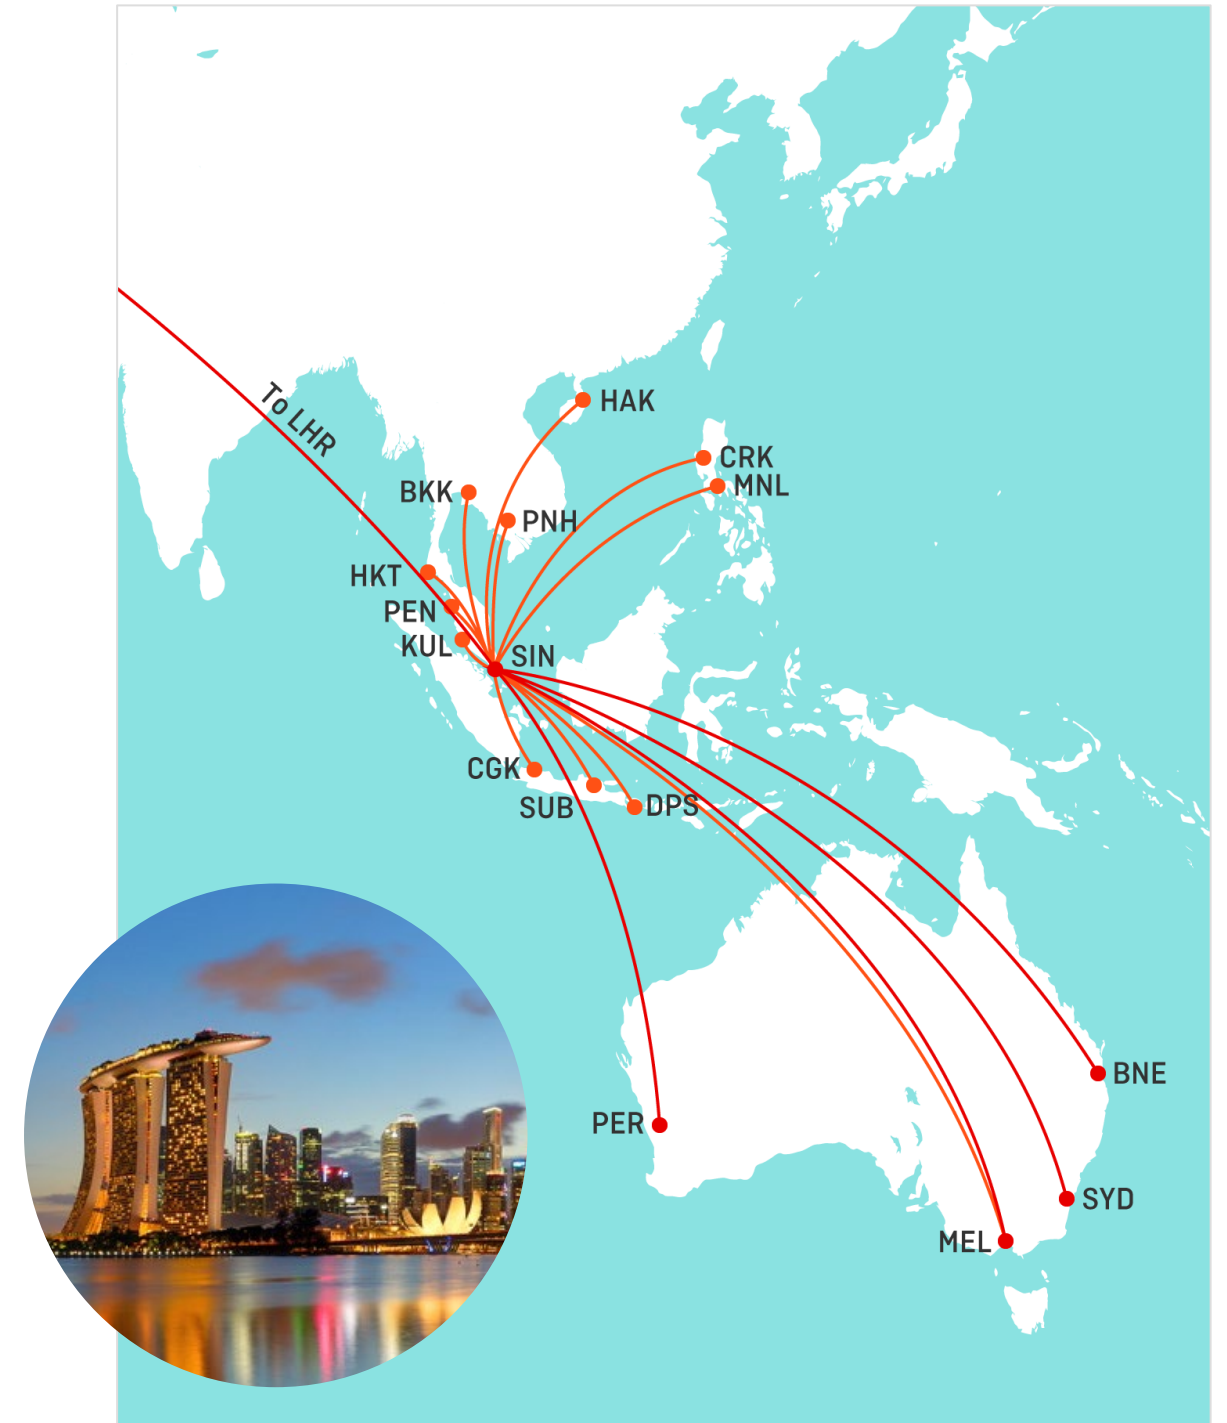 To LHR
HAK
CRK
MNL
BKK
PNH
HKT
PEN
KUL
SIN
CGK
SUB
DPS
BNE
PER
SYD
MEL